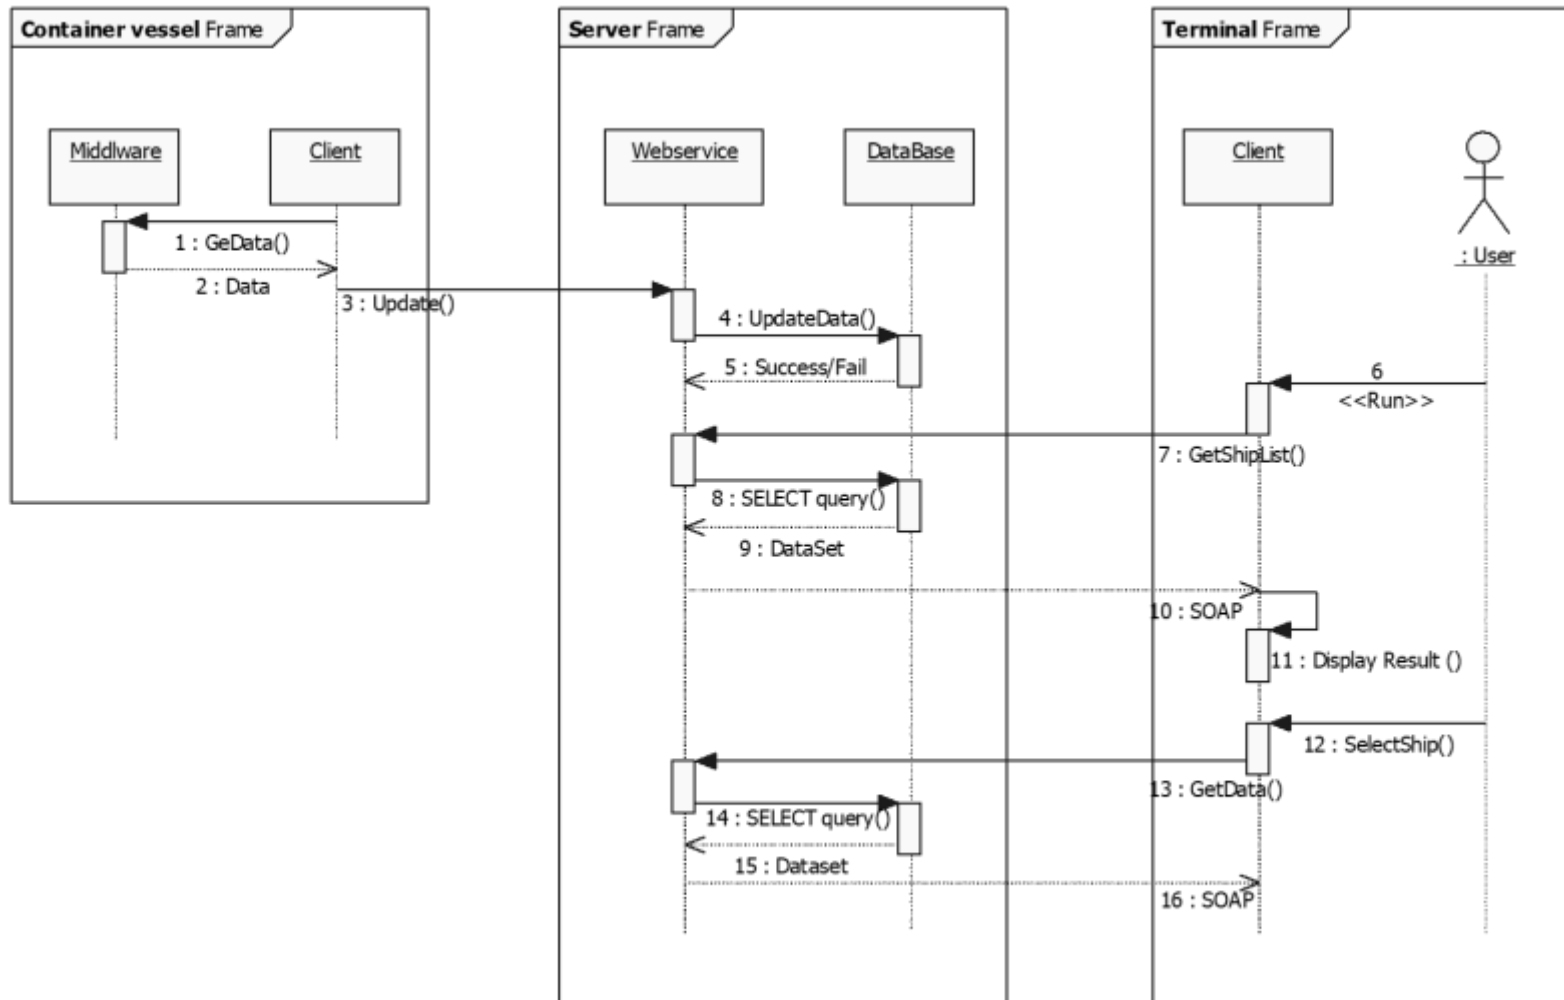 Container vessel Frame
Server Frame
Terminal Frame
Middlware
Client
Webservice
DataBase
Client
: User
1 : GeData()
2 : Data
3 : Update()
4 : UpdateData()
5 : Success/Fail
6
<<Run>>
7 : GetShipList()
8 : SELECT query()
9 : DataSet
10 : SOAP
11 : Display Result ()
12 : SelectShip()
13 : GetData()
14 : SELECT query()
15 : Dataset
16 : SOAP